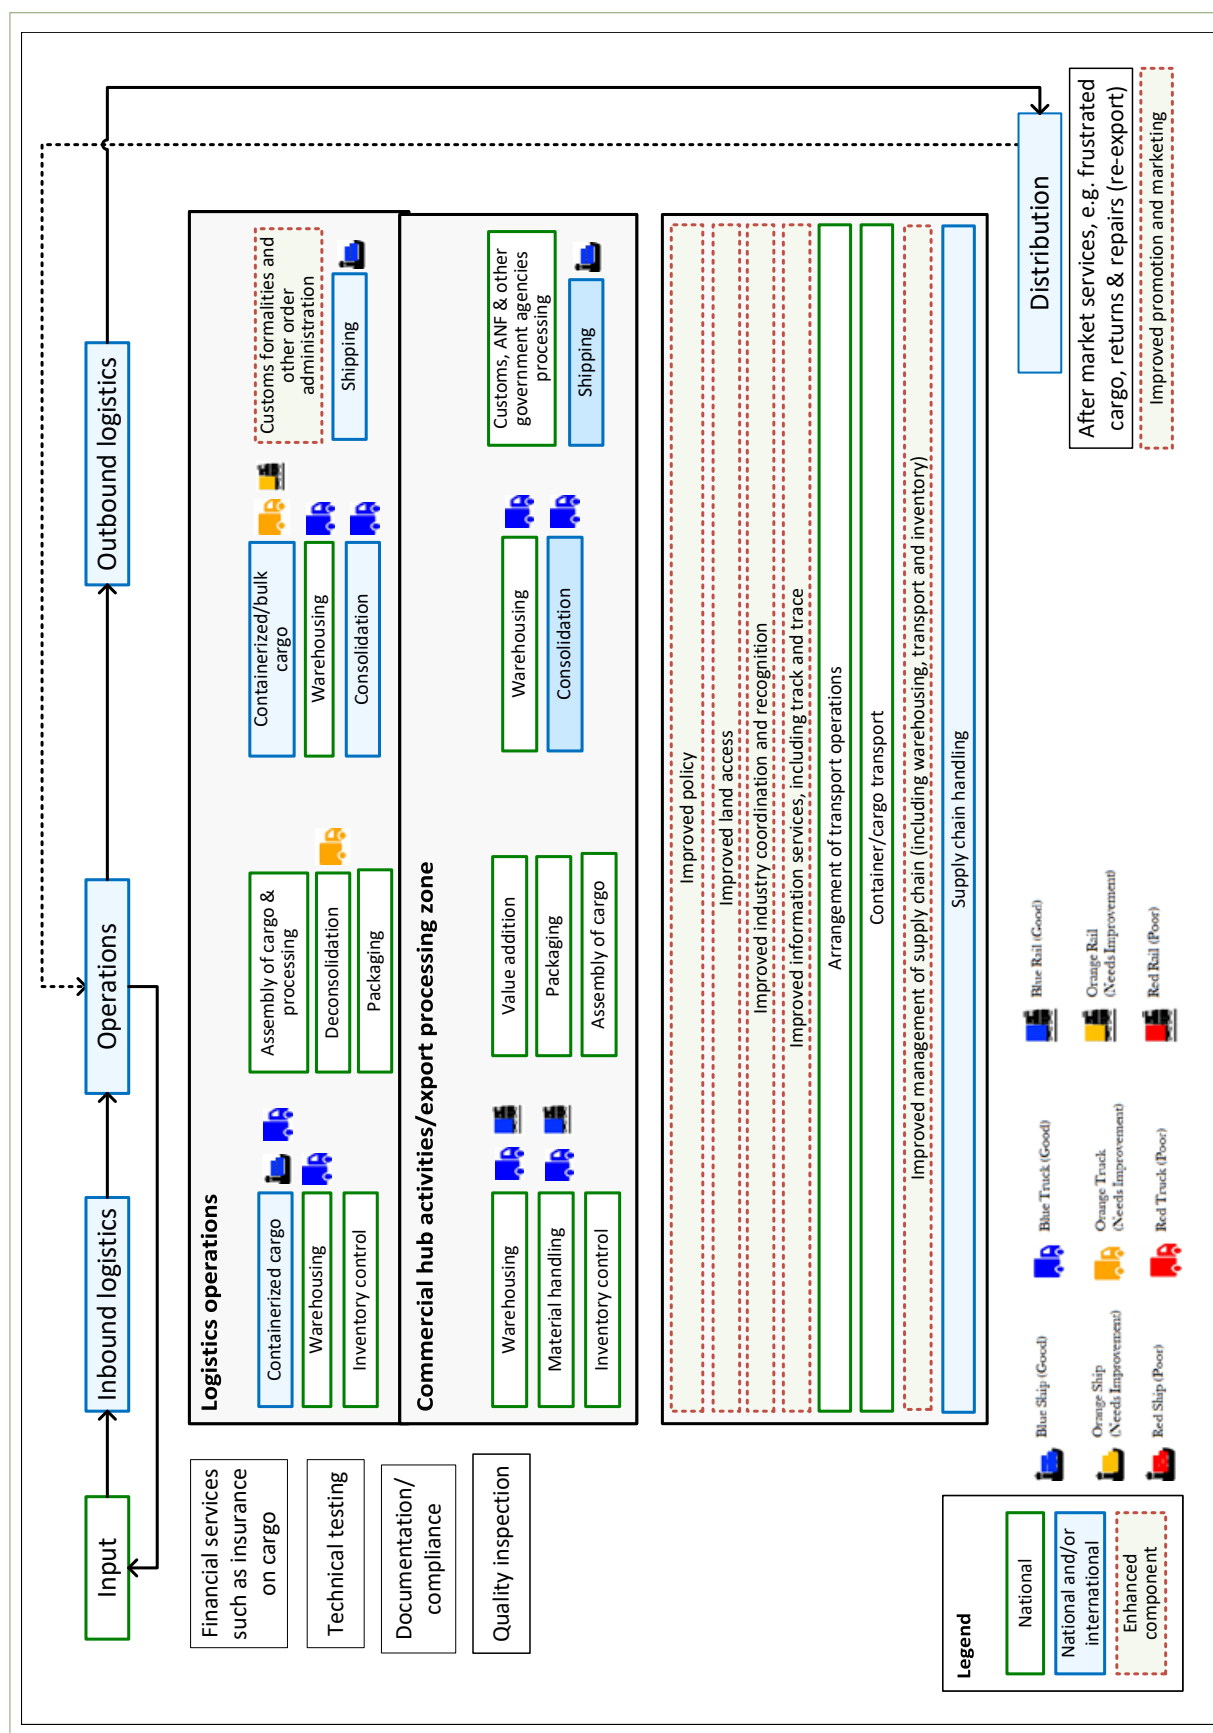 Input
Inbound logistics
Operations
Outbound logistics
Financial services
such as insurance
on cargo
Technical testing
Documentation/
compliance
Quality inspection
Logistics operations
Containerized cargo
Warehousing
Inventory control
Assembly of cargo &
processing
Deconsolidation
Packaging
Containerized/bulk
cargo
Warehousing
Consolidation
Customs formalities and
other order
administration
Shipping
Commercial hub activities/export processing zone
Warehousing
Material handling
Inventory control
Value addition
Packaging
Assembly of cargo
Warehousing
Consolidation
Customs, ANF & other
government agencies
processing
Shipping
Improved policy
Improved land access
Improved industry coordination and recognition
Improved information services, including track and trace
Arrangement of transport operations
Container/cargo transport
Improved management of supply chain (including warehousing, transport and inventory)
Supply chain handling
Distribution
After market services, e.g. frustrated
cargo, returns & repairs (re-export)
Improved promotion and marketing
Legend
National
National and/or
international
Enhanced
component
Blue Ship (Good)
Orange Ship
(Needs Improvement)
Red Ship (Poor)
Blue Truck (Good)
Orange Truck
(Needs Improvement)
Red Truck (Poor)
Blue Rail (Good)
Orange Rail
(Needs Improvement)
Red Rail (Poor)